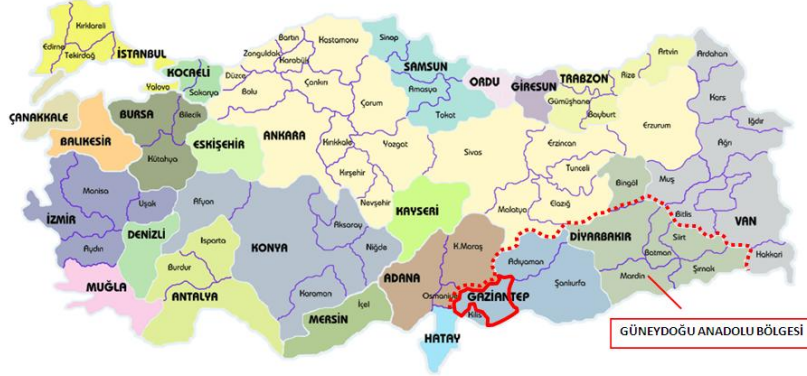 Kırklareli
Edirne
Tekirdağ
İSTANBUL
KOCAELİ
Yalova
Sakarya
ÇANAKKALE
BURSA
Bilecik
BALIKESİR
Kütahya
ESKİŞEHİR
Düzce
Bolu
Zonguldak
Bartın
Karabük
Kastamonu
Çankırı
ANKARA
Kırıkkale
Kırşehir
Nevşehir
Yozgat
Çorum
Sinop
SAMSUN
Amasya
Tokat
ORDU
GİRESUN
TRABZON
Gümüşhane
Bayburt
Rize
Artvin
Ardahan
Kars
Iğdır
Ağrı
Erzurum
Erzincan
Tunceli
Sivas
Malatya
Elazığ
Bingöl
Muş
Bitlis
VAN
Hakkari
Manisa
İZMİR
Uşak
Aydın
DENİZLİ
MUĞLA
Afyon
Isparta
Burdur
ANTALYA
KONYA
Aksaray
Niğde
Karaman
İçel
MERSİN
KAYSERİ
ADANA
K.Maraş
Osmaniye
HATAY
GAZİANTEP
Kilis
Adıyaman
Şanlıurfa
DİYARBAKIR
Batman
Siirt
Mardin
Şırnak
GÜNEYDOĞU ANADOLU BÖLGESİ